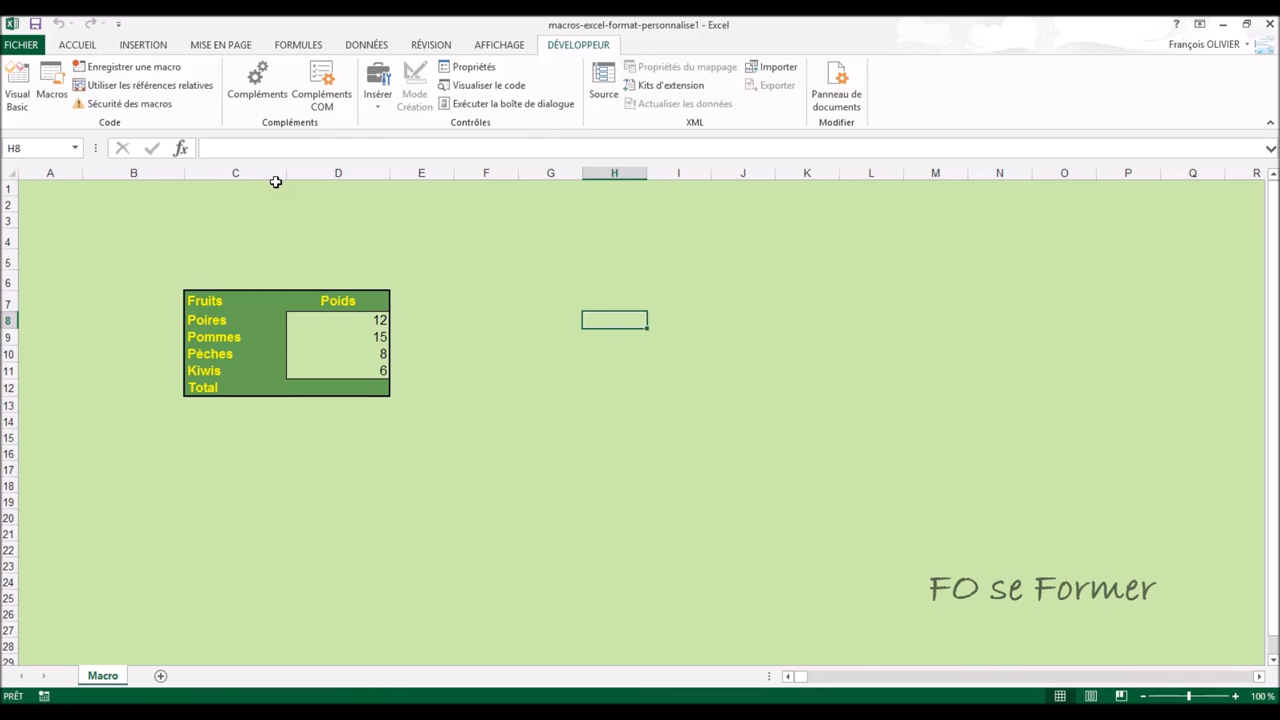 macros-excel-format-personnalise1 - Excel
FICHIER ACCUEIL INSERTION MISE EN PAGE FORMULES DONNÉES RÉVISION AFFICHAGE DÉVELOPPEUR François OLIVIER
Visual Basic
Macros
Enregistrer une macro
Utiliser les références relatives
Sécurité des macros
Code
Compléments
Compléments COM
Compléments
Insérer
Mode Création
Propriétés
Visualiser le code
Exécuter la boîte de dialogue
Contrôles
Source
Propriétés du mappage
Kits d'extension
Actualiser les données
Importer
Exporter
XML
Panneau de documents
Modifier
H8 fx
A B C D E F G H I J K L M N O P Q R
1
2
3
4
5
6
7 Fruits Poids
8 Poires 12
9 Pommes 15
10 Pêches 8
11 Kiwis 6
12 Total
13
14
15
16
17
18
19
20
21
22
23
24
25
26
27
28
29
FO se Former
Macro
PRÊT 100 %